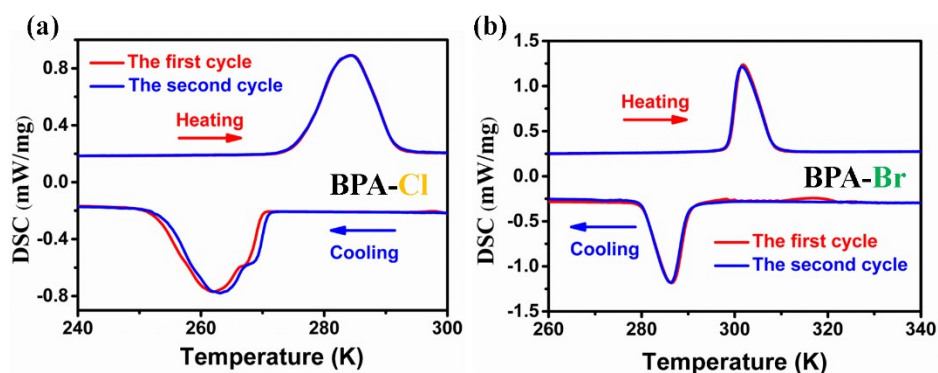 (a)
DSC (mW/mg)
0.8
0.4
0.0
-0.4
-0.8
The first cycle
The second cycle
Heating
BPA-Cl
Cooling
240
260
280
300
Temperature (K)
(b)
DSC (mW/mg)
1.5
1.0
0.5
0.0
-0.5
-1.0
-1.5
Heating
BPA-Br
Cooling
The first cycle
The second cycle
260
280
300
320
340
Temperature (K)